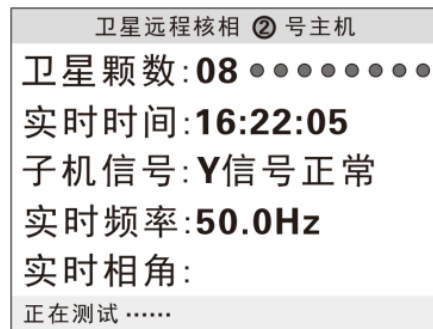 卫星远程核相 ② 号主机
卫星颗数:08 ●●●●●●●●
实时时间:16:22:05
子机信号:Y信号正常
实时频率:50.0Hz
实时相角:
正在测试 ······